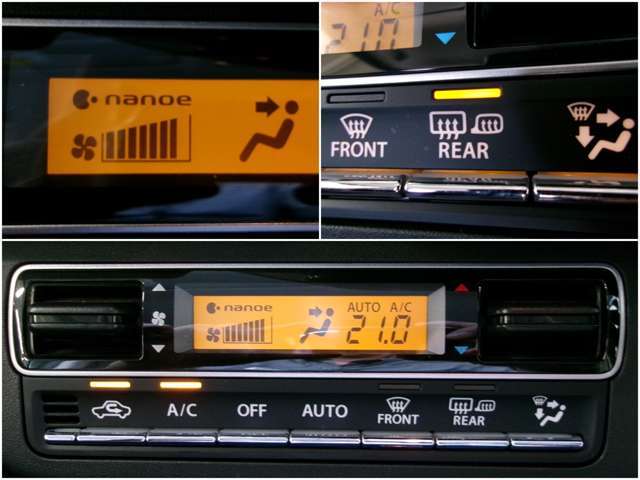 nanoe
A/C
21.0
FRONT
REAR
nanoe
AUTO A/C
21.0
A/C
OFF
AUTO
FRONT
REAR